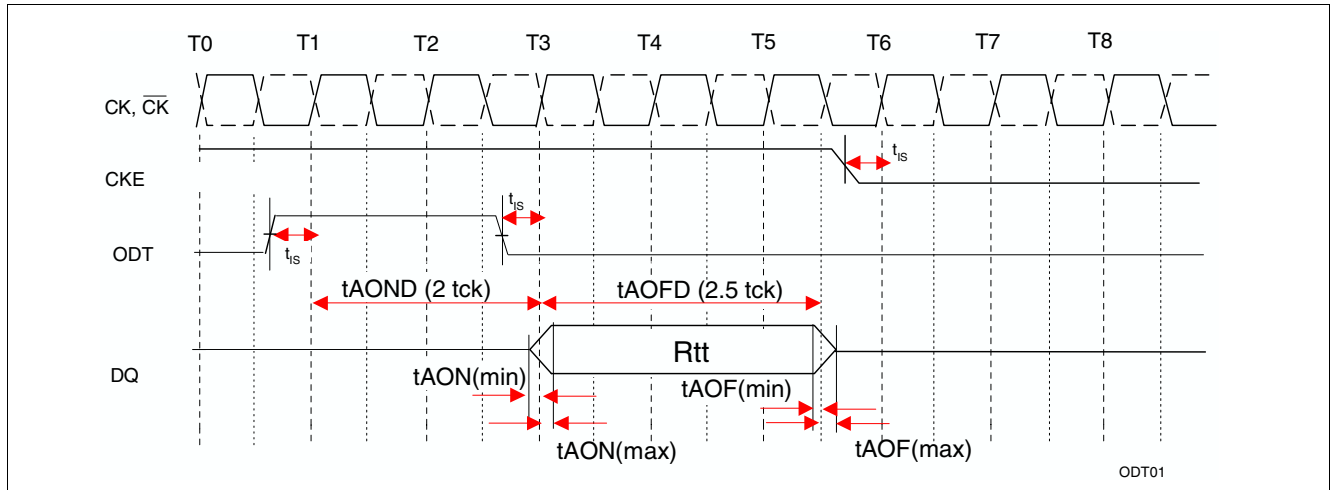 T0 T1 T2 T3 T4 T5 T6 T7 T8
CK, C̅K̅
tIS
CKE
tIS
ODT
tIS
tAOND (2 tck) tAOFD (2.5 tck)
Rtt
DQ
tAON(min) tAOF(min)
tAON(max) tAOF(max)
ODT01